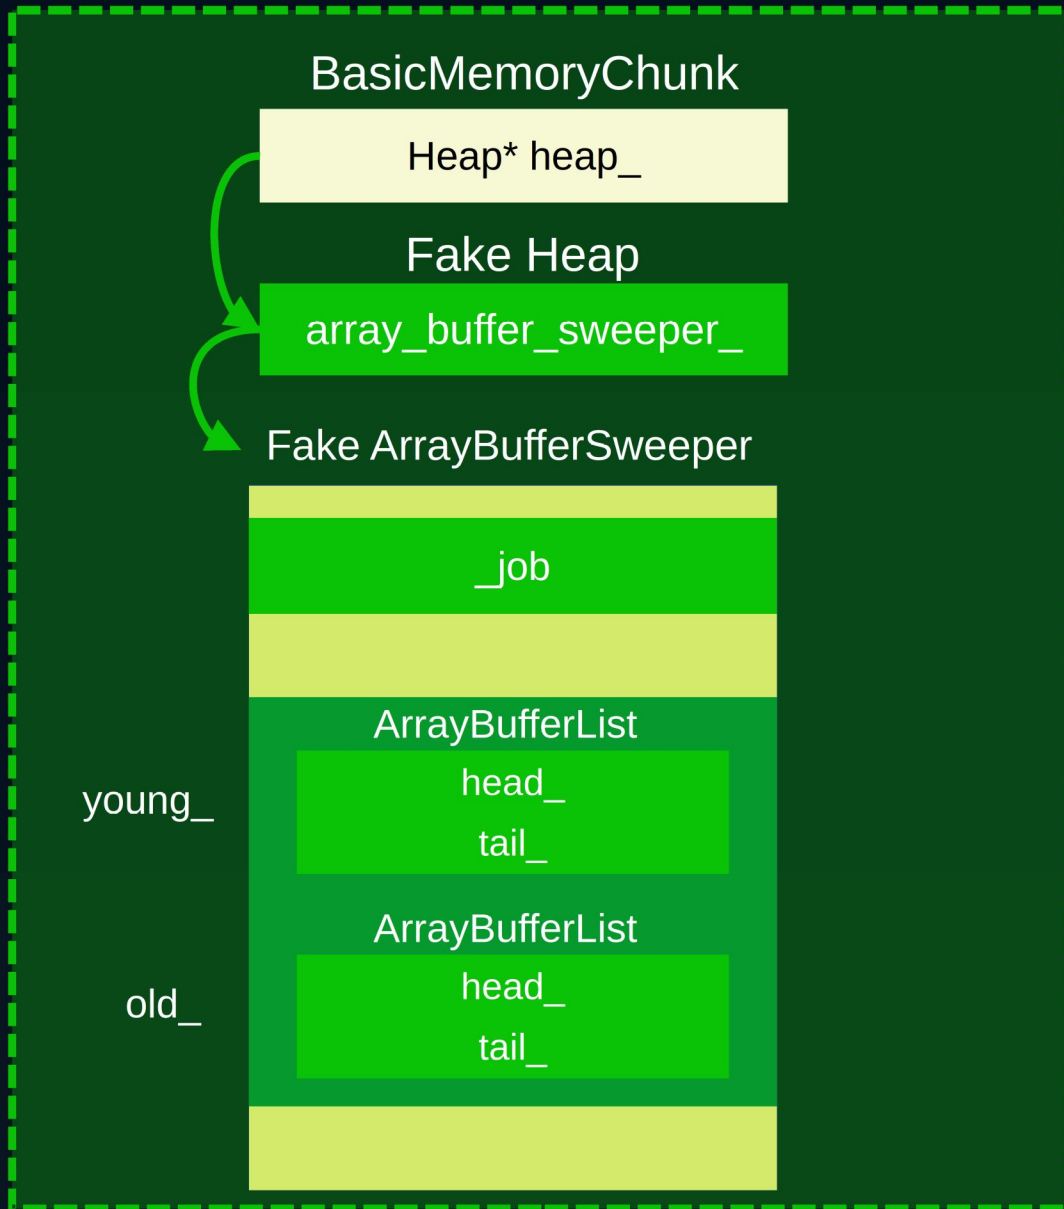 BasicMemoryChunk
Heap* heap_
Fake Heap
array_buffer_sweeper_
Fake ArrayBufferSweeper
_job
ArrayBufferList
young_
head_
tail_
ArrayBufferList
old_
head_
tail_